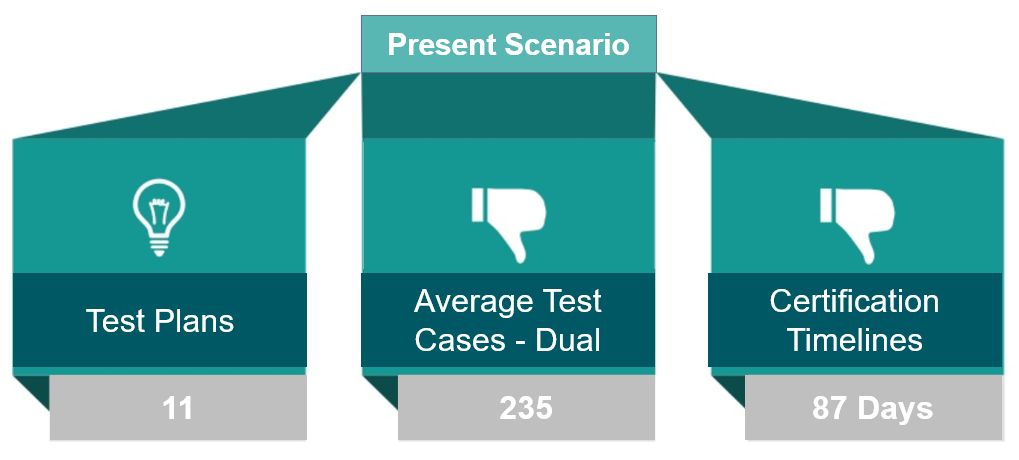 Present Scenario
Test Plans
11
Average Test
Cases - Dual
235
Certification
Timelines
87 Days